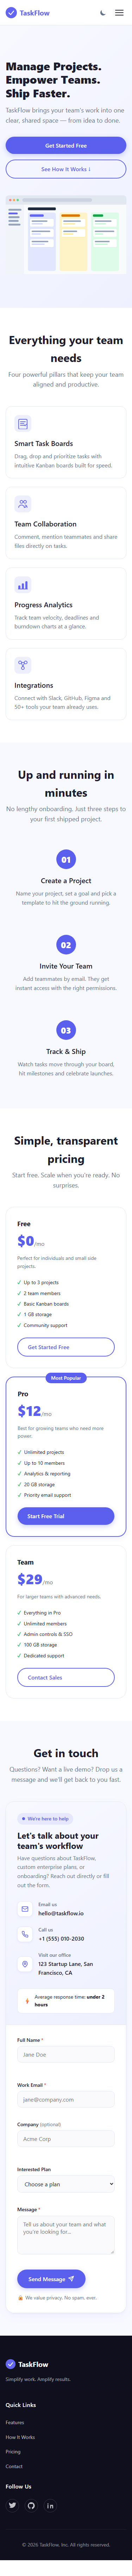 TaskFlow
Manage Projects.
Empower Teams.
Ship Faster.
TaskFlow brings your team's work into one
clear, shared space — from idea to done.
Get Started Free
See How It Works ↓
Everything your team
needs
Four powerful pillars that keep your team
aligned and productive.
Smart Task Boards
Drag, drop and prioritize tasks with
intuitive Kanban boards built for speed.
Team Collaboration
Comment, mention teammates and share
files directly on tasks.
Progress Analytics
Track team velocity, deadlines and
burndown charts at a glance.
Integrations
Connect with Slack, GitHub, Figma and
50+ tools your team already uses.
Up and running in
minutes
No lengthy onboarding. Just three steps to
your first shipped project.
01
Create a Project
Name your project, set a goal and pick a
template to hit the ground running.
02
Invite Your Team
Add teammates by email. They get
instant access with the right permissions.
03
Track & Ship
Watch tasks move through your board,
hit milestones and celebrate launches.
Simple, transparent
pricing
Start free. Scale when you're ready. No
surprises.
Free
$0/mo
Perfect for individuals and small side
projects.
✓ Up to 3 projects
✓ 2 team members
✓ Basic Kanban boards
✓ 1 GB storage
✓ Community support
Get Started Free
Most Popular
Pro
$12/mo
Best for growing teams who need more
power.
✓ Unlimited projects
✓ Up to 10 members
✓ Analytics & reporting
✓ 20 GB storage
✓ Priority email support
Start Free Trial
Team
$29/mo
For larger teams with advanced needs.
✓ Everything in Pro
✓ Unlimited members
✓ Admin controls & SSO
✓ 100 GB storage
✓ Dedicated support
Contact Sales
Get in touch
Questions? Want a live demo? Drop us a
message and we'll get back to you fast.
We're here to help
Let's talk about your
team's workflow
Have questions about TaskFlow,
custom enterprise plans, or
onboarding? Reach out directly or fill
out the form.
Email us
hello@taskflow.io
Call us
+1 (555) 010-2030
Visit our office
123 Startup Lane, San
Francisco, CA
Average response time: under 2
hours
Full Name *
Jane Doe
Work Email *
jane@company.com
Company (optional)
Acme Corp
Interested Plan
Choose a plan
Message *
Tell us about your team and what
you're looking for...
Send Message
We value privacy. No spam, ever.
TaskFlow
Simplify work. Amplify results.
Quick Links
Features
How It Works
Pricing
Contact
Follow Us
© 2026 TaskFlow, Inc. All rights reserved.